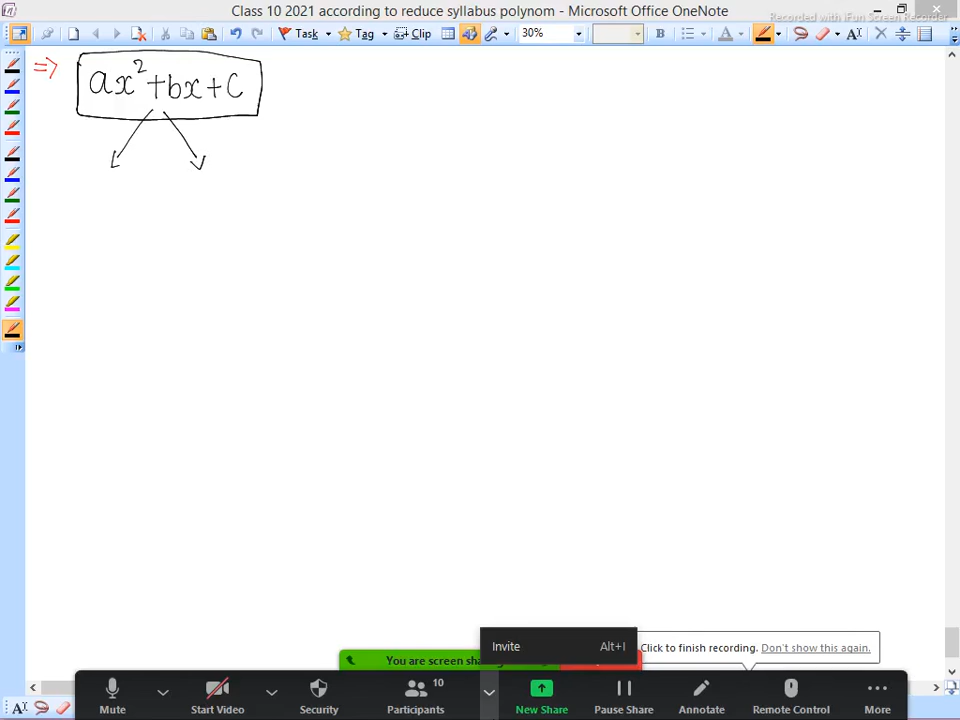 Class 10 2021 according to reduce syllabus polynom - Microsoft Office OneNote
Recorded with iFun Screen Recorder
Task
Tag
Clip
30%
B
A
⇒ ax²+bx+c
Invite Alt+I
Click to finish recording. Don't show this again.
You are screen sha
10
Mute
Start Video
Security
Participants
New Share
Pause Share
Annotate
Remote Control
More